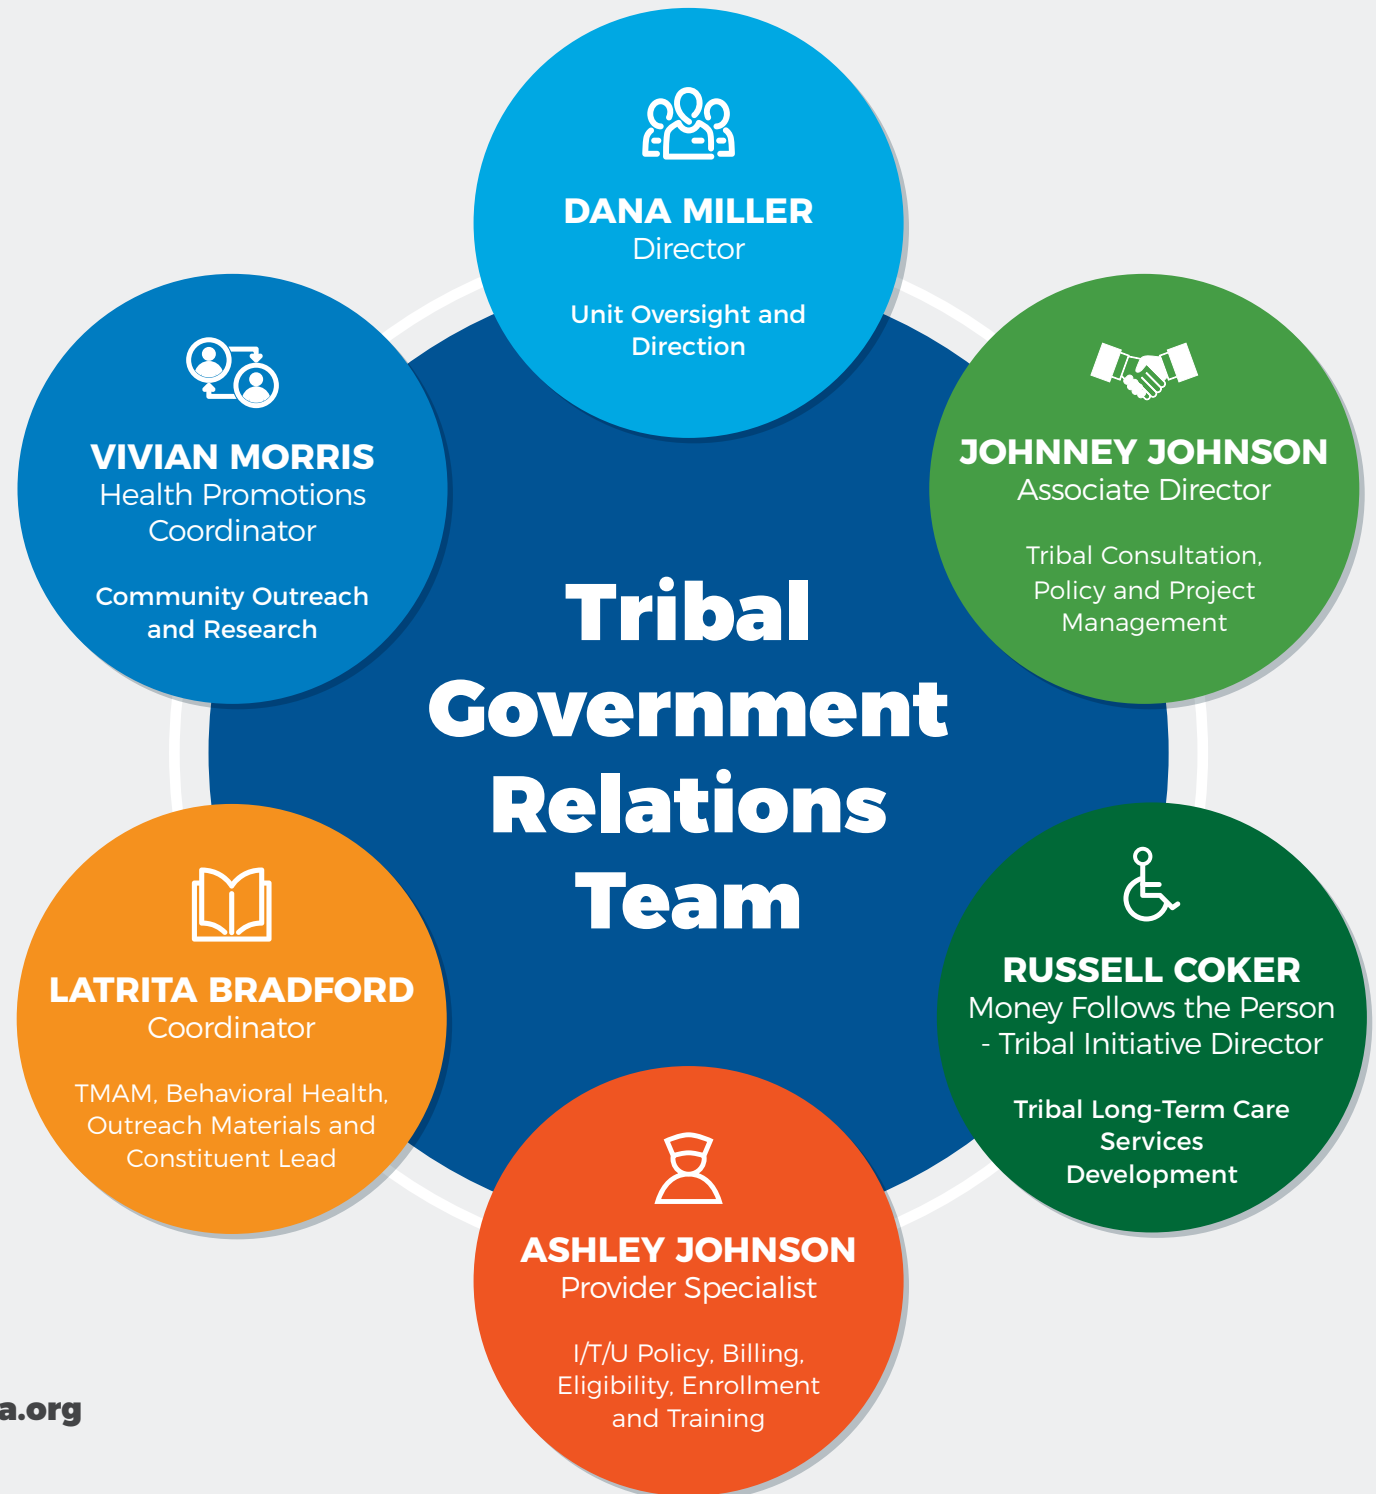 DANA MILLER
Director
Unit Oversight and
Direction
JOHNNEY JOHNSON
Associate Director
Tribal Consultation,
Policy and Project
Management
VIVIAN MORRIS
Health Promotions
Coordinator
Community Outreach
and Research
Tribal
Government
Relations
Team
LATRITA BRADFORD
Coordinator
TMAM, Behavioral Health,
Outreach Materials and
Constituent Lead
RUSSELL COKER
Money Follows the Person
- Tribal Initiative Director
Tribal Long-Term Care
Services
Development
ASHLEY JOHNSON
Provider Specialist
I/T/U Policy, Billing,
Eligibility, Enrollment
and Training
a.org